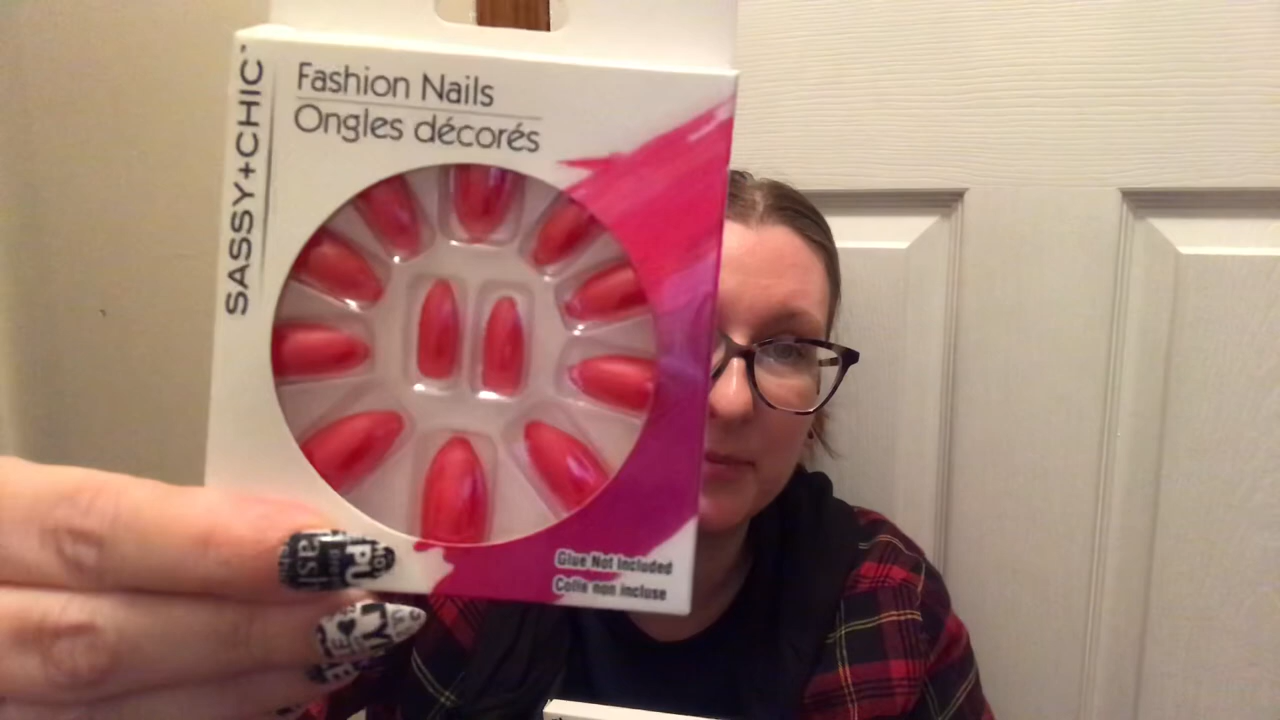 SASSY+CHIC
Fashion Nails
Ongles décorés
Glue Not Included
Colle non incluse